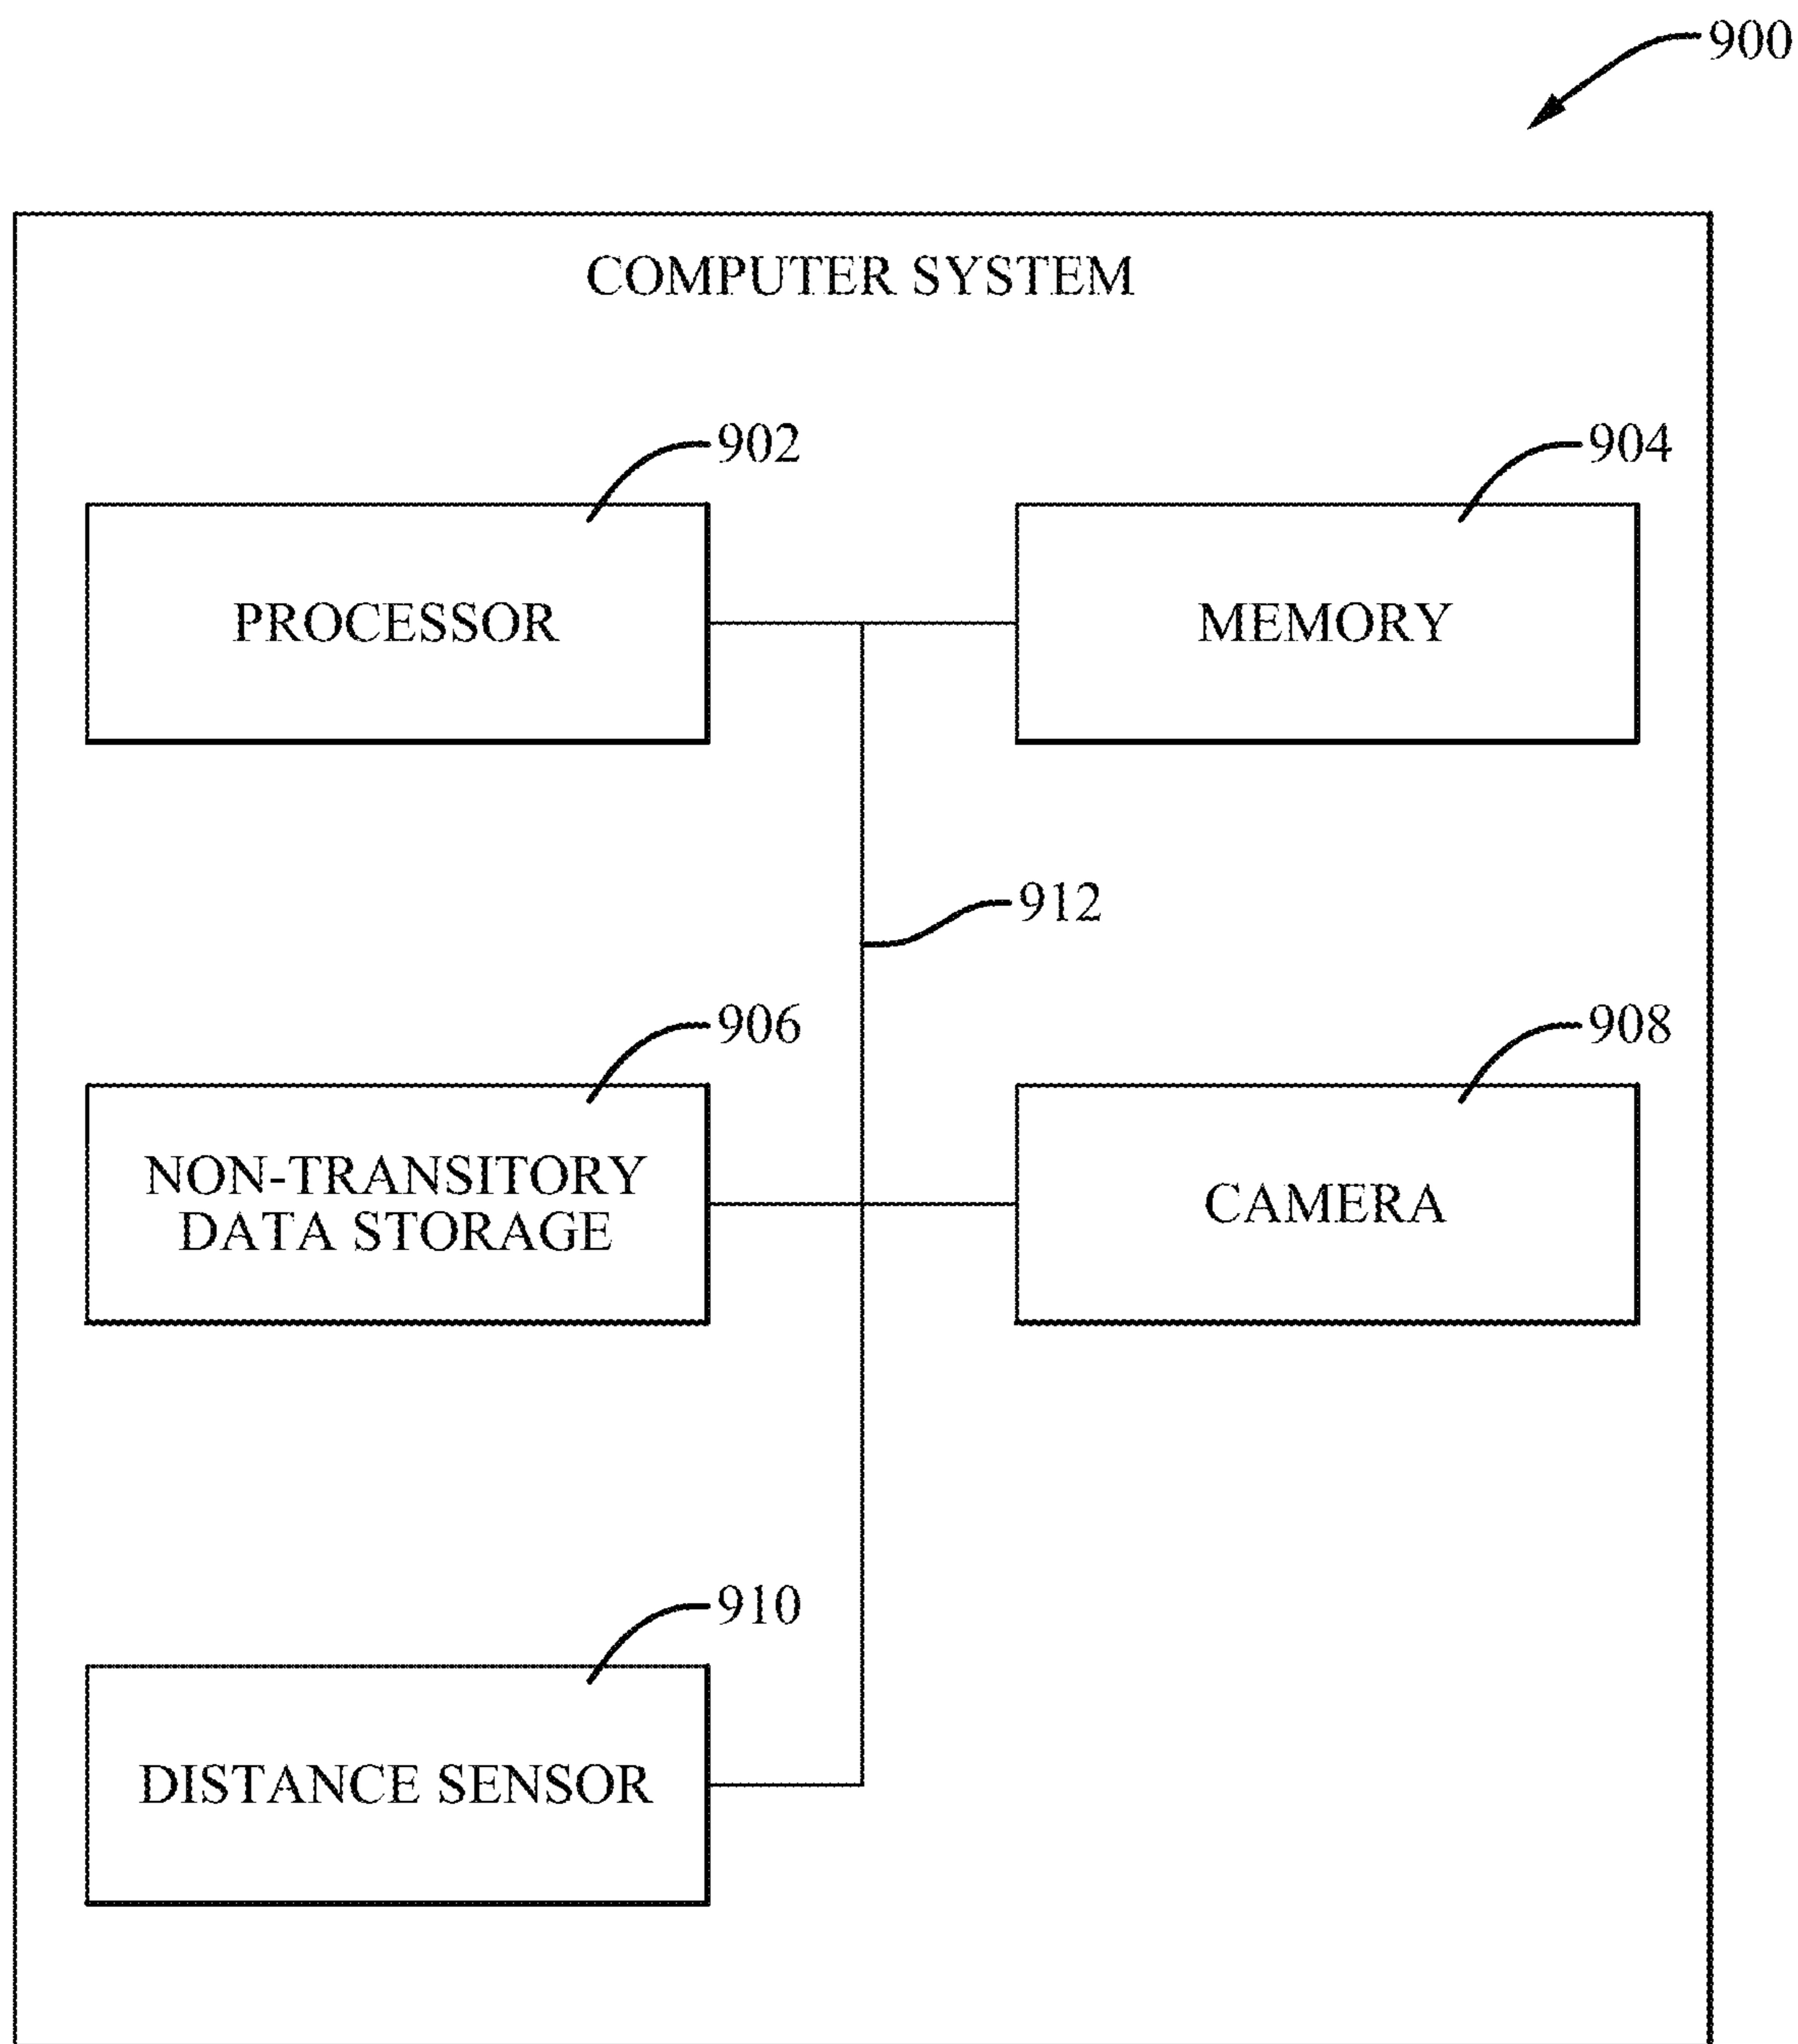 900
COMPUTER SYSTEM
902
904
PROCESSOR
MEMORY
912
906
908
NON-TRANSITORY
DATA STORAGE
CAMERA
910
DISTANCE SENSOR